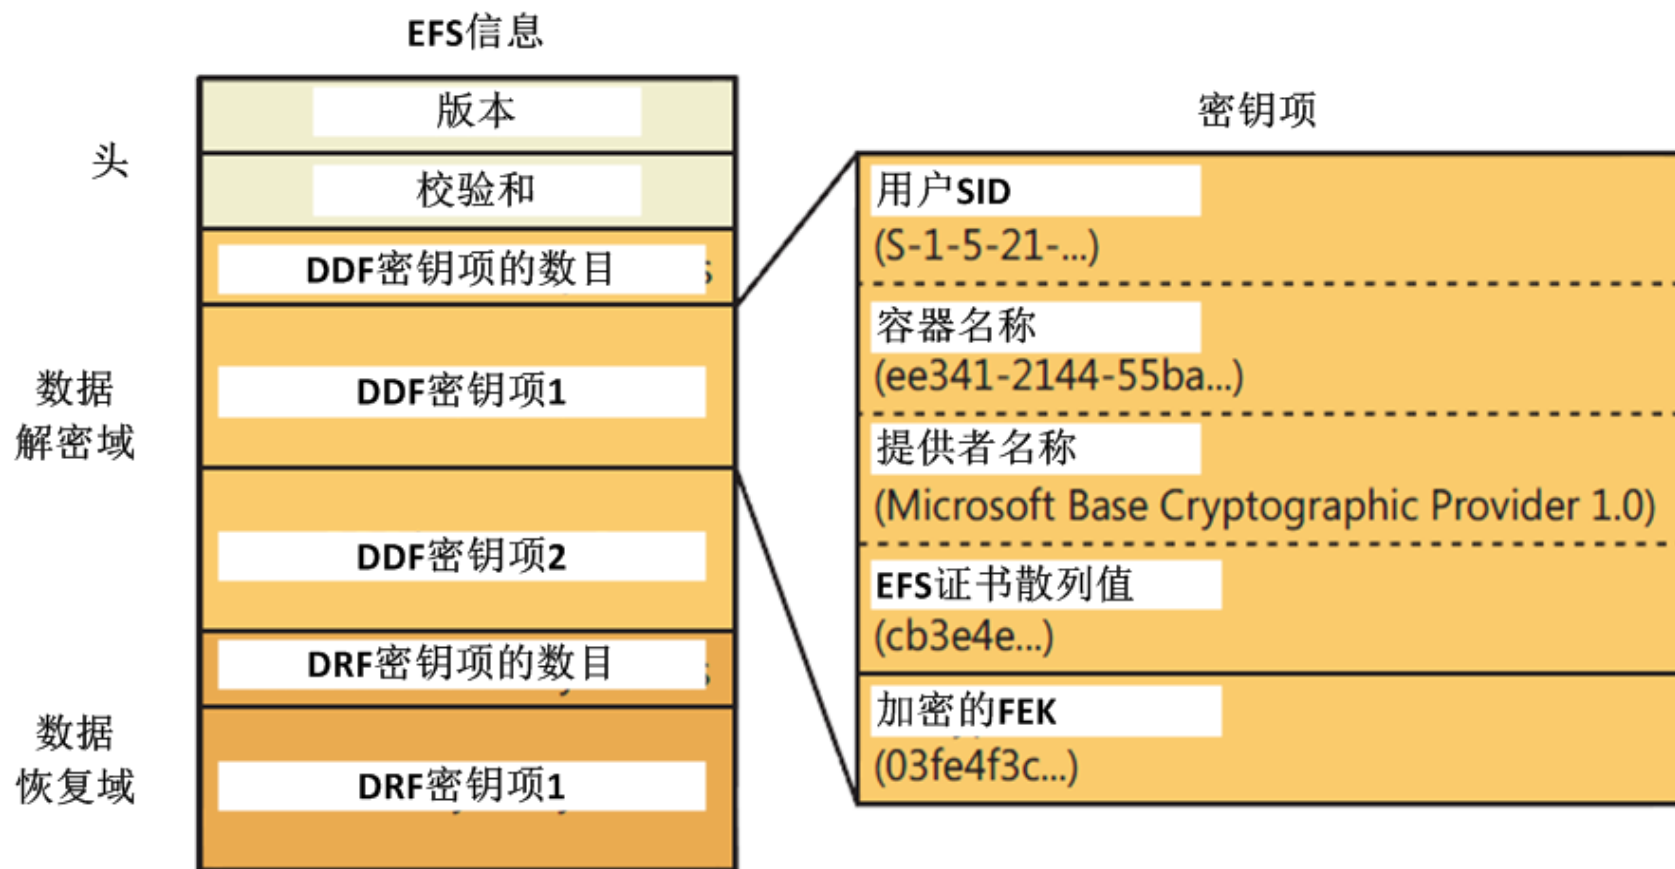 EFS信息
头
版本
校验和
数据
解密域
DDF密钥项的数目
DDF密钥项1
DDF密钥项2
数据
恢复域
DRF密钥项的数目
DRF密钥项1
密钥项
用户SID
(S-1-5-21-...)
容器名称
(ee341-2144-55ba...)
提供者名称
(Microsoft Base Cryptographic Provider 1.0)
EFS证书散列值
(cb3e4e...)
加密的FEK
(03fe4f3c...)